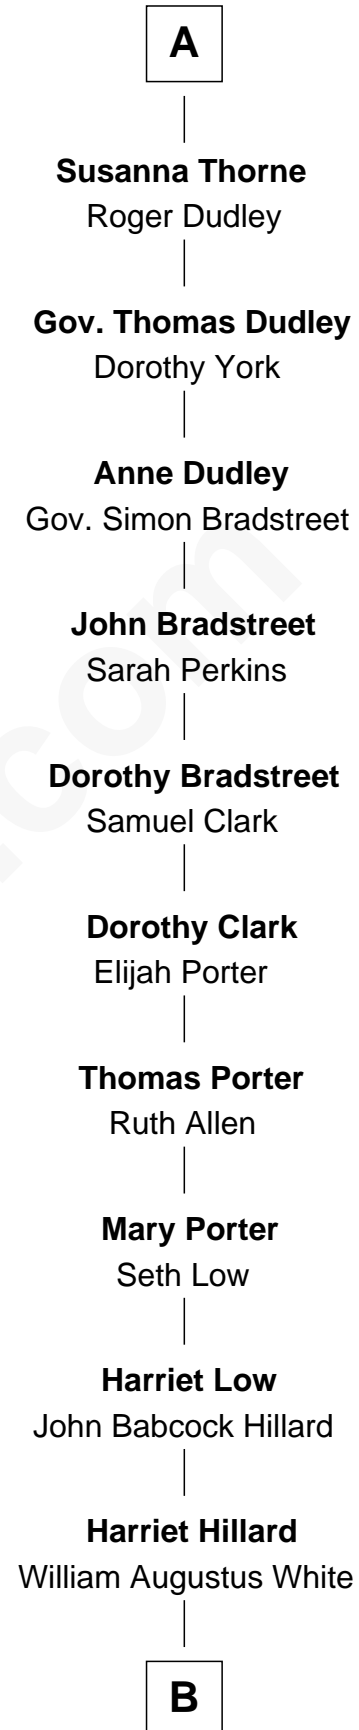 A
Susanna Thorne
Roger Dudley
Gov. Thomas Dudley
Dorothy York
Anne Dudley
Gov. Simon Bradstreet
John Bradstreet
Sarah Perkins
Dorothy Bradstreet
Samuel Clark
Dorothy Clark
Elijah Porter
Thomas Porter
Ruth Allen
Mary Porter
Seth Low
Harriet Low
John Babcock Hillard
Harriet Hillard
William Augustus White
B
.com